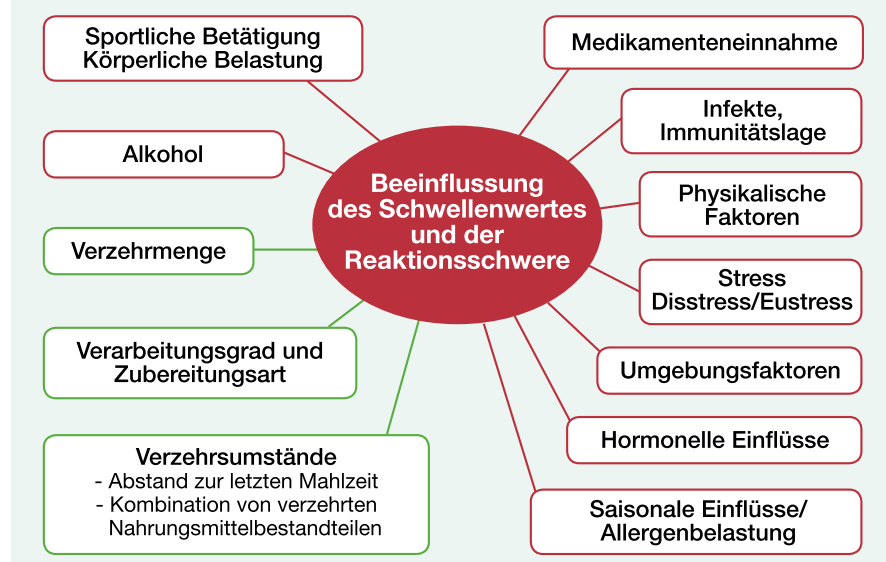 Sportliche Betätigung
Körperliche Belastung
Alkohol
Verzehrmenge
Verarbeitungsgrad und
Zubereitungsart
Verzehrsumstände
- Abstand zur letzten Mahlzeit
- Kombination von verzehrten
Nahrungsmittelbestandteilen
Beeinflussung
des Schwellenwertes
und der
Reaktionsschwere
Medikamenteneinnahme
Infekte,
Immunitätslage
Physikalische
Faktoren
Stress
Disstress/Eustress
Umgebungsfaktoren
Hormonelle Einflüsse
Saisonale Einflüsse/
Allergenbelastung